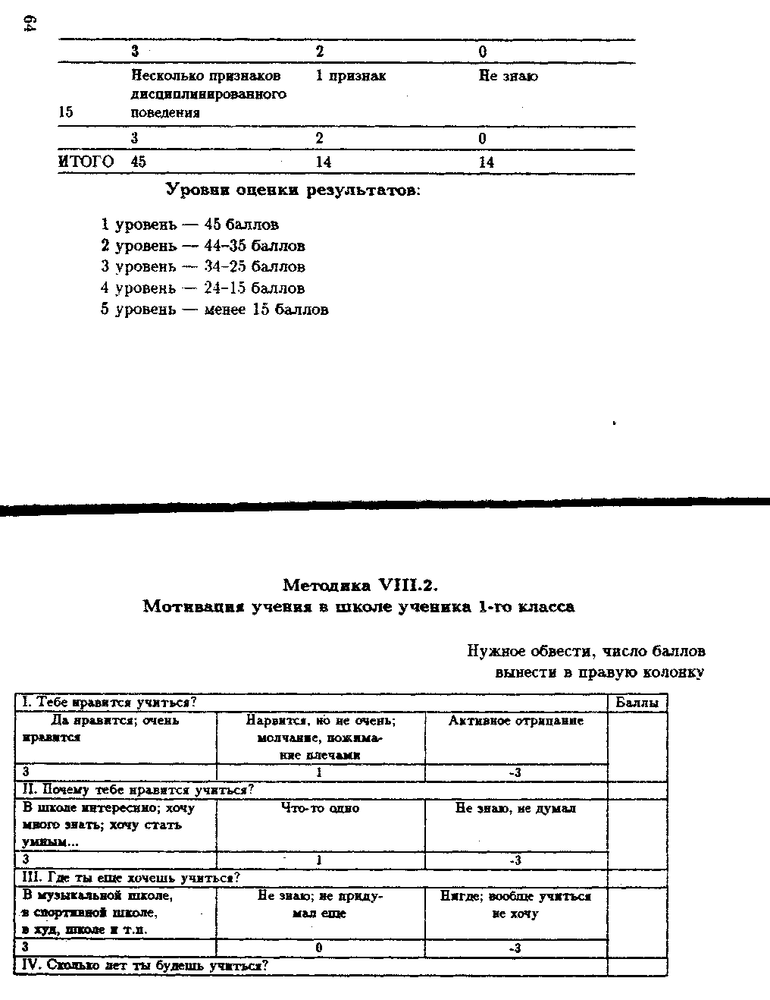 64
3 2 0
Несколько признаков 1 признак Не знаю
дисциплинированного
15 поведения
3 2 0
ИТОГО 45 14 14
Уровни оценки результатов:
1 уровень — 45 баллов
2 уровень — 44–35 баллов
3 уровень — 34–25 баллов
4 уровень — 24–15 баллов
5 уровень — менее 15 баллов
Методика VIII.2.
Мотивация учения в школе ученика 1-го класса
Нужное обвести, число баллов
вынести в правую колонку
I. Тебе нравится учиться? Баллы
Да нравится; очень Нарвится, но не очень; Активное отрицание
нравится молчание, пожима-
ние плечами
3 1 -3
II. Почему тебе нравится учиться?
В школе интересно; хочу Что-то одно Не знаю, не думал
много знать; хочу стать
умным...
3 1 -3
III. Где ты еще хочешь учиться?
В музыкальной школе, Не знаю; не приду- Нигде; вообще учиться
в спортивной школе, мал еще не хочу
в худ, школе и т.п.
3 0 -3
IV. Сколько лет ты будешь учиться?